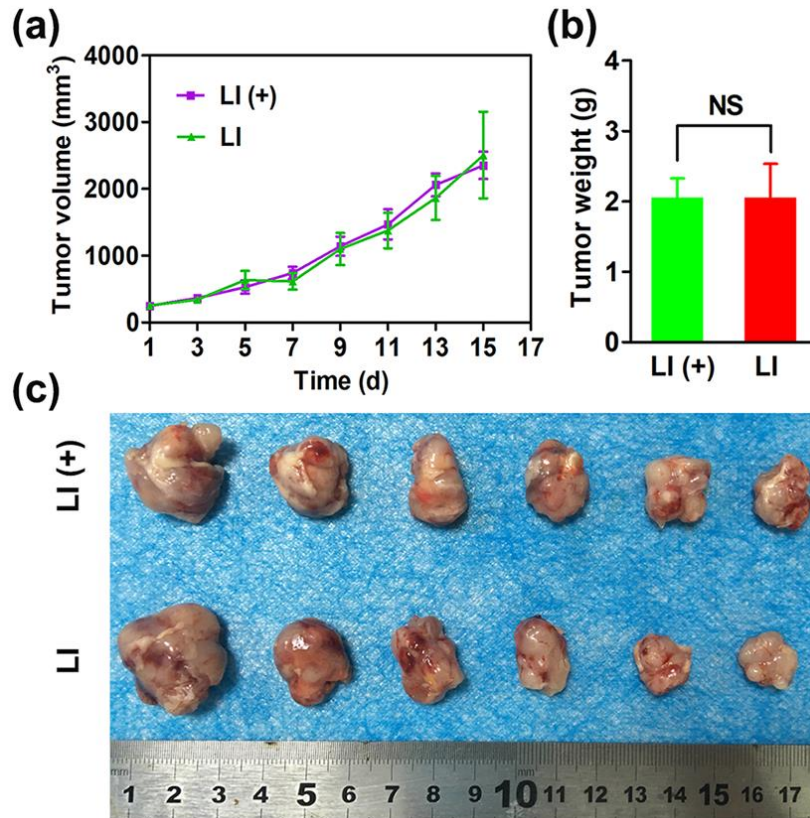 (a)
Tumor volume (mm³)
4000
3000
2000
1000
0
LI (+)
LI
1 3 5 7 9 11 13 15 17
Time (d)
(b)
Tumor weight (g)
4
3
2
1
0
NS
LI (+) LI
(c)
LI (+)
LI
mm
1 2 3 4 5 6 7 8 9 10 11 12 13 14 15 16 17